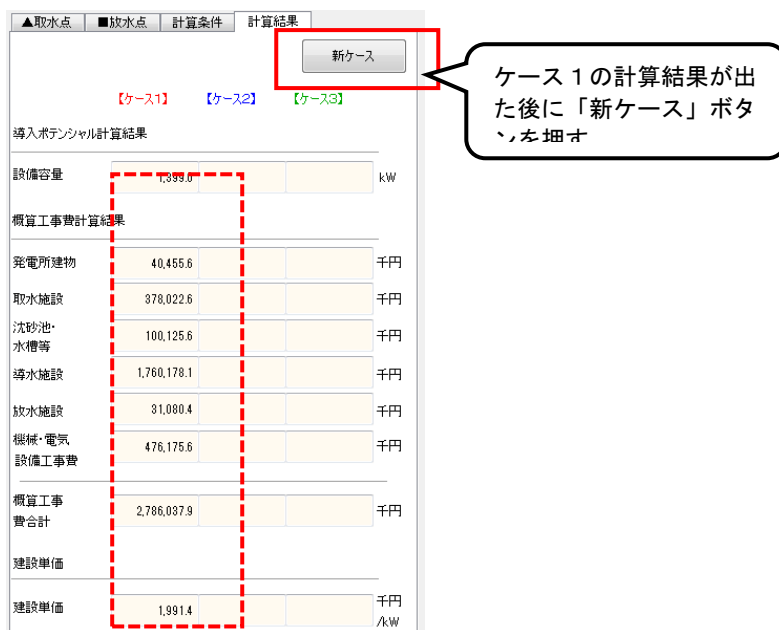 ▲取水点 ■放水点 計算条件 計算結果
新ケース
【ケース1】 【ケース2】 【ケース3】
導入ポテンシャル計算結果
設備容量 1,399.0 kW
概算工事費計算結果
発電所建物 40,455.6 千円
取水施設 378,022.6 千円
沈砂池・
水槽等 100,125.6 千円
導水施設 1,760,178.1 千円
放水施設 31,080.4 千円
機械・電気
設備工事費 476,175.6 千円
概算工事
費合計 2,786,037.9 千円
建設単価
建設単価 1,991.4 千円
/kW
ケース1の計算結果が出
た後に「新ケース」ボタ
ンを押す